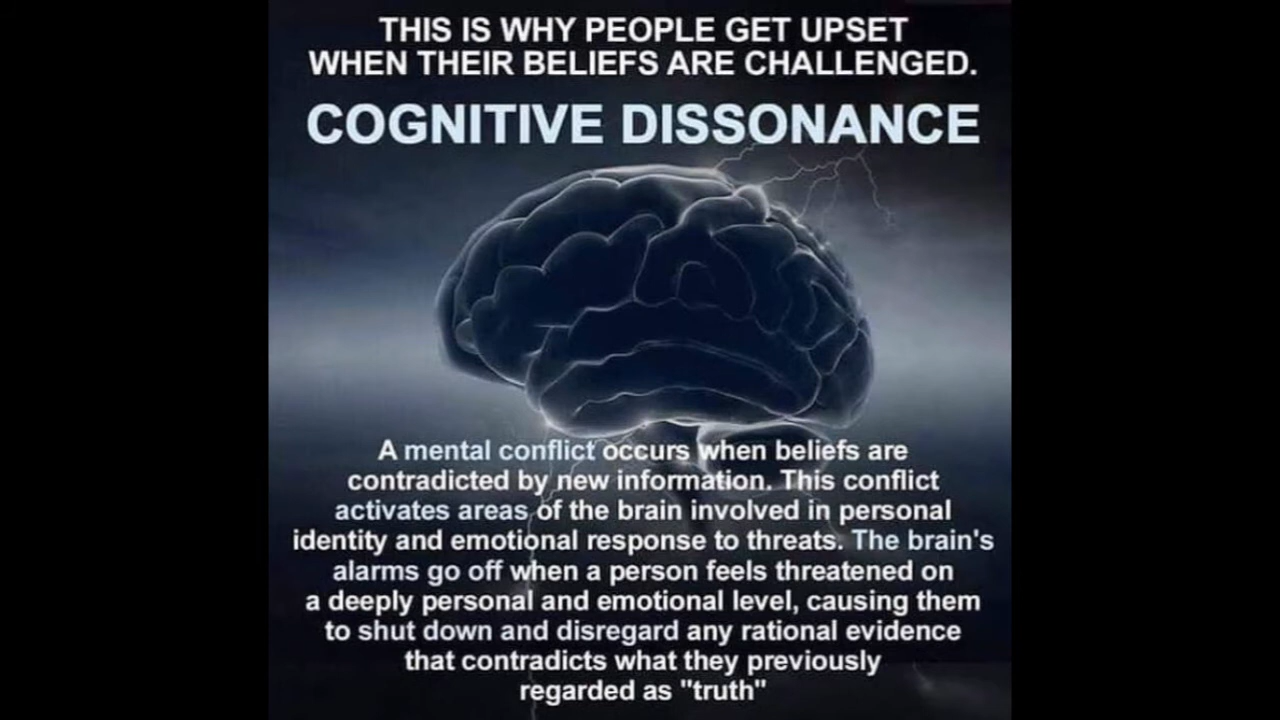 THIS IS WHY PEOPLE GET UPSET
WHEN THEIR BELIEFS ARE CHALLENGED.
COGNITIVE DISSONANCE
A mental conflict occurs when beliefs are
contradicted by new information. This conflict
activates areas of the brain involved in personal
identity and emotional response to threats. The brain's
alarms go off when a person feels threatened on
a deeply personal and emotional level, causing them
to shut down and disregard any rational evidence
that contradicts what they previously
regarded as "truth"